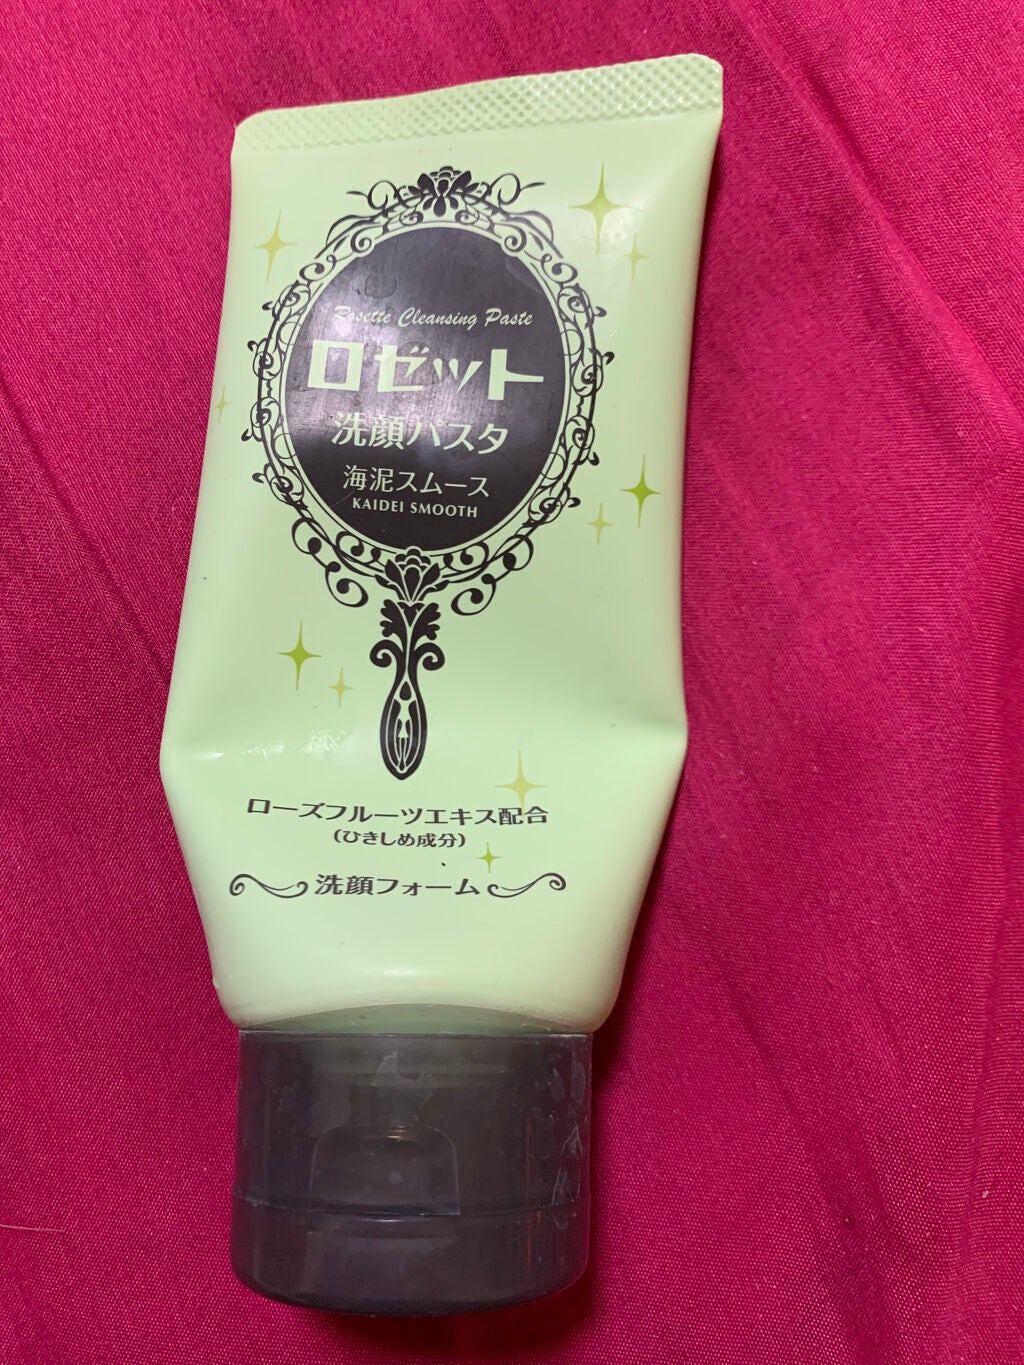 Rosette Cleansing Paste
ロゼット
洗顔パスタ
海泥スムース
KAIDEI SMOOTH
ローズフルーツエキス配合
(ひきしめ成分)
洗顔フォーム